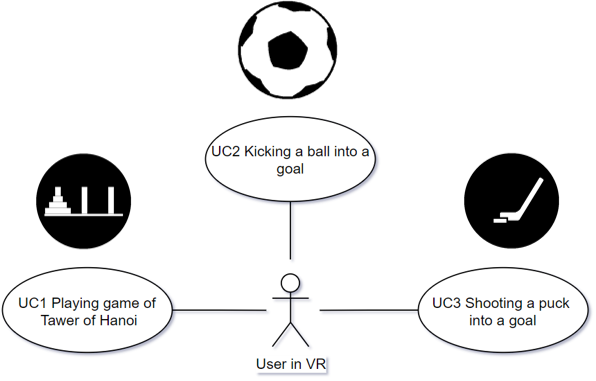 UC2 Kicking a ball into a
goal
UC1 Playing game of
Tawer of Hanoi
UC3 Shooting a puck
into a goal
User in VR